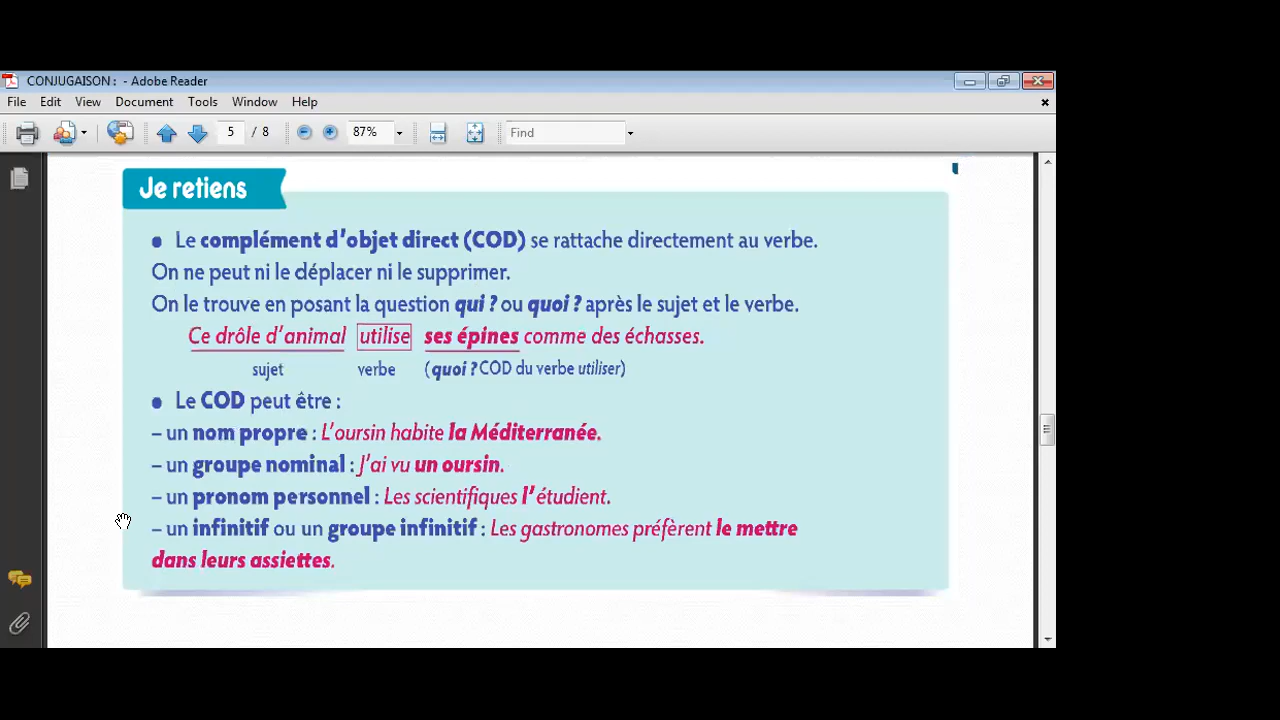 CONJUGAISON : - Adobe Reader
File Edit View Document Tools Window Help
5 / 8 87% Find
Je retiens
• Le complément d'objet direct (COD) se rattache directement au verbe.
On ne peut ni le déplacer ni le supprimer.
On le trouve en posant la question qui ? ou quoi ? après le sujet et le verbe.
Ce drôle d'animal utilise ses épines comme des échasses.
sujet verbe (quoi ? COD du verbe utiliser)
• Le COD peut être :
– un nom propre : L'oursin habite la Méditerranée.
– un groupe nominal : J'ai vu un oursin.
– un pronom personnel : Les scientifiques l'étudient.
– un infinitif ou un groupe infinitif : Les gastronomes préfèrent le mettre
dans leurs assiettes.